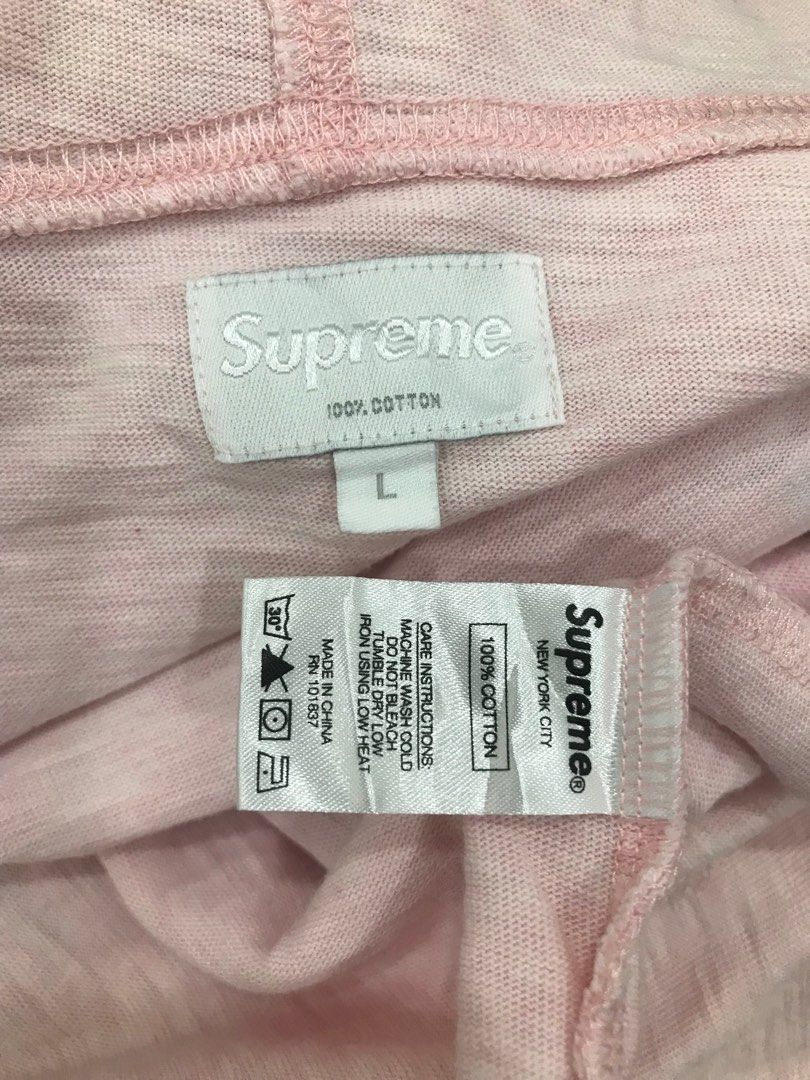 Supreme®
100% COTTON
L
Supreme®
NEW YORK CITY
100% COTTON
CARE INSTRUCTIONS:
MACHINE WASH COLD
DO NOT BLEACH
TUMBLE DRY LOW
IRON USING LOW HEAT
MADE IN CHINA
RN 101837
30°